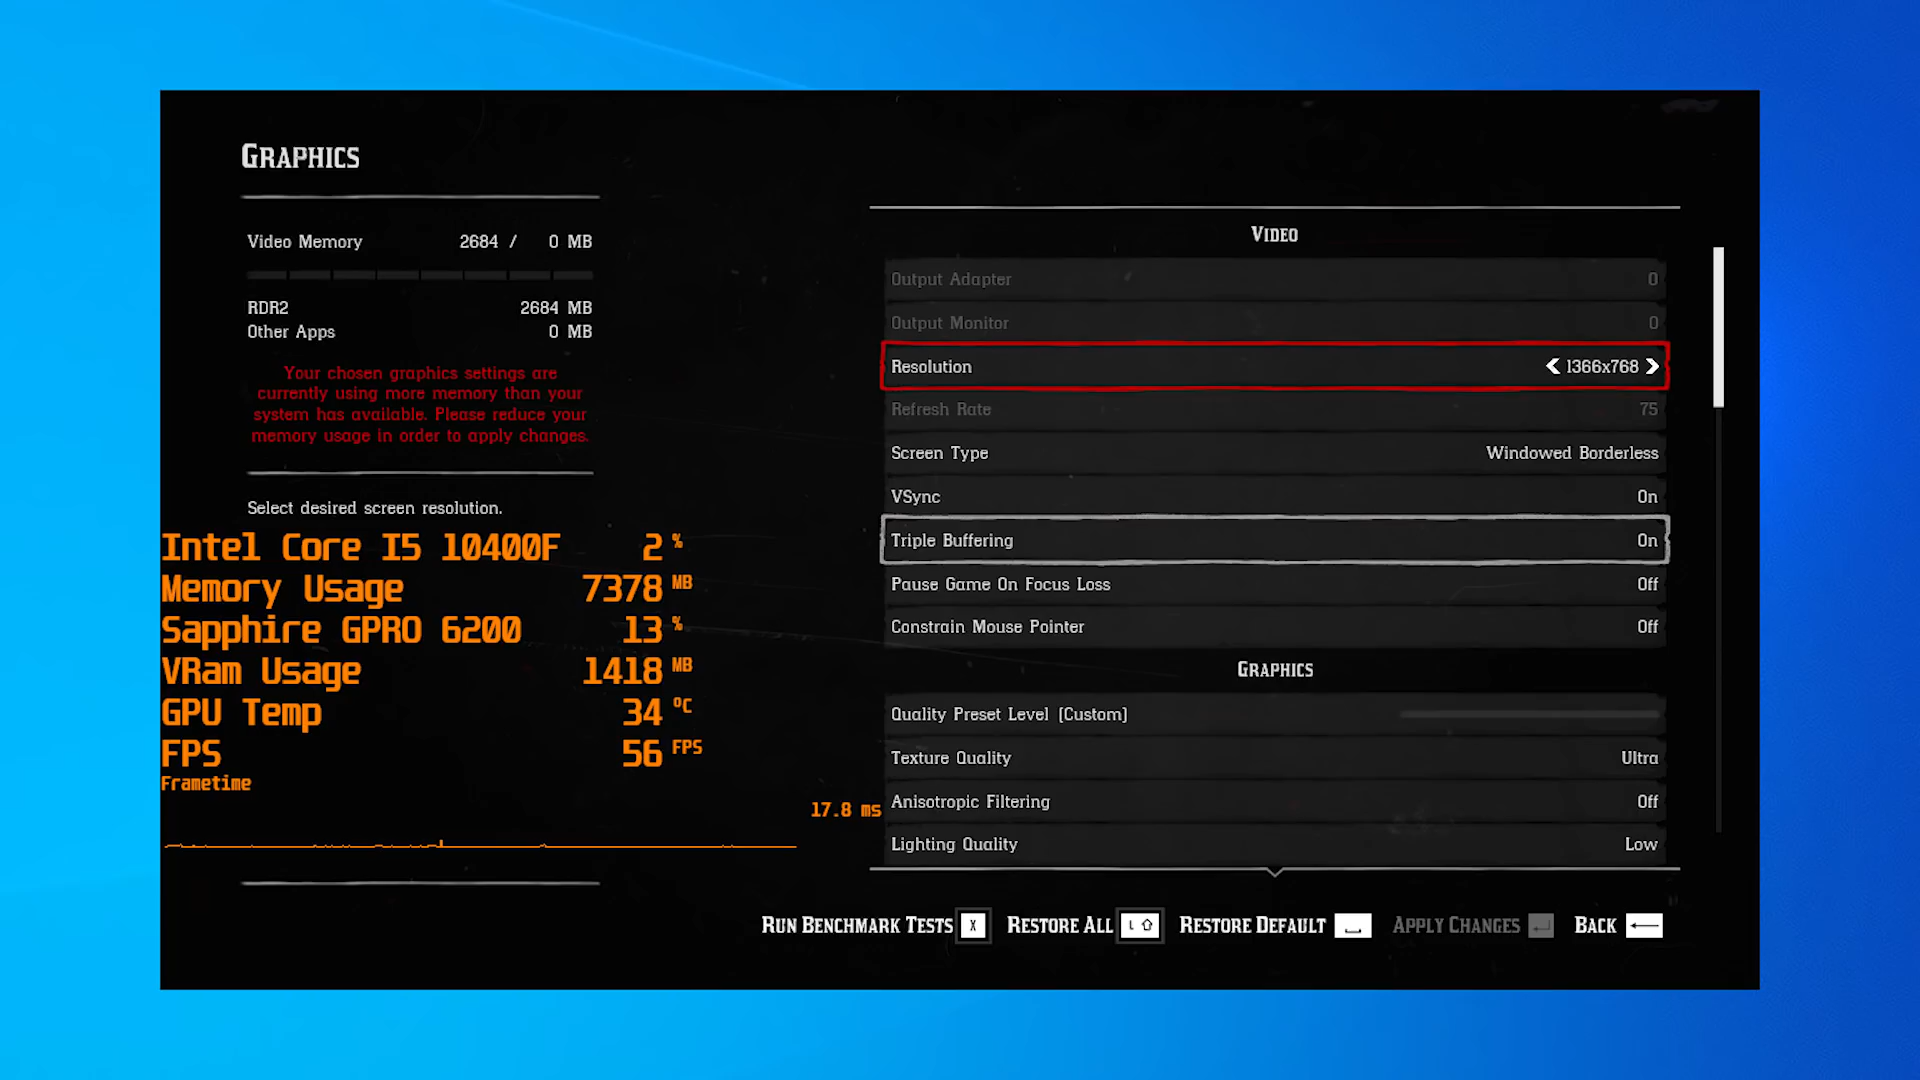 GRAPHICS
Video Memory 2684 / 0 MB
RDR2 2684 MB
Other Apps 0 MB
Your chosen graphics settings are
currently using more memory than your
system has available. Please reduce your
memory usage in order to apply changes.
Select desired screen resolution.
Intel Core I5 10400F 2 %
Memory Usage 7378 MB
Sapphire GPRO 6200 13 %
VRam Usage 1418 MB
GPU Temp 34 °C
FPS 56 FPS
Frametime
17.8 ms
VIDEO
Output Adapter 0
Output Monitor 0
Resolution 1366x768
Refresh Rate 75
Screen Type Windowed Borderless
VSync On
Triple Buffering On
Pause Game On Focus Loss Off
Constrain Mouse Pointer Off
GRAPHICS
Quality Preset Level (Custom)
Texture Quality Ultra
Anisotropic Filtering Off
Lighting Quality Low
RUN BENCHMARK TESTS X RESTORE ALL L RESTORE DEFAULT APPLY CHANGES BACK